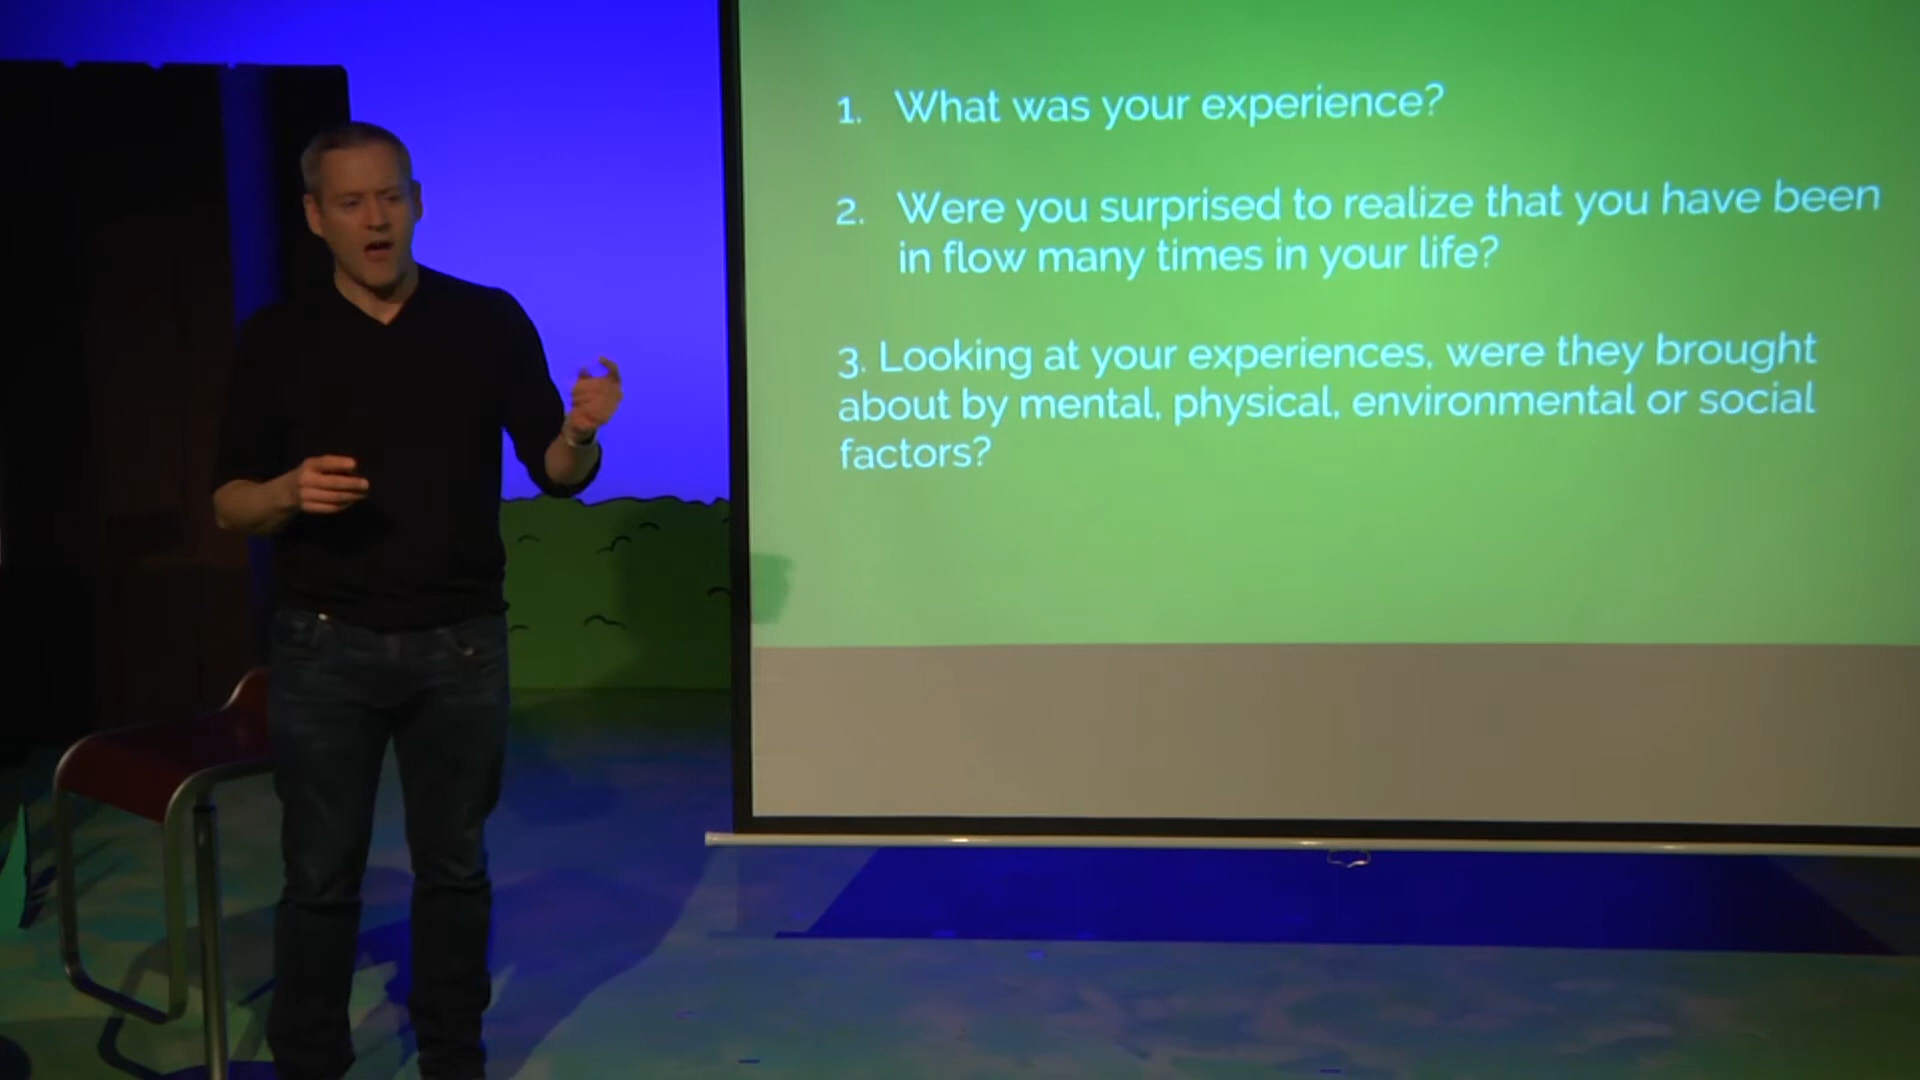 1. What was your experience?
2. Were you surprised to realize that you have been
in flow many times in your life?
3. Looking at your experiences, were they brought
about by mental, physical, environmental or social
factors?